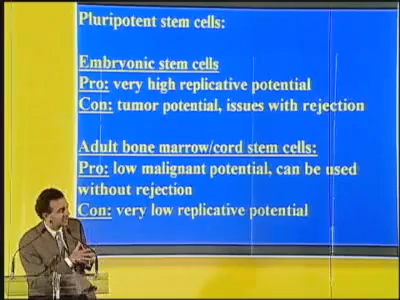 Pluripotent stem cells:
Embryonic stem cells
Pro: very high replicative potential
Con: tumor potential, issues with rejection
Adult bone marrow/cord stem cells:
Pro: low malignant potential, can be used
without rejection
Con: very low replicative potential